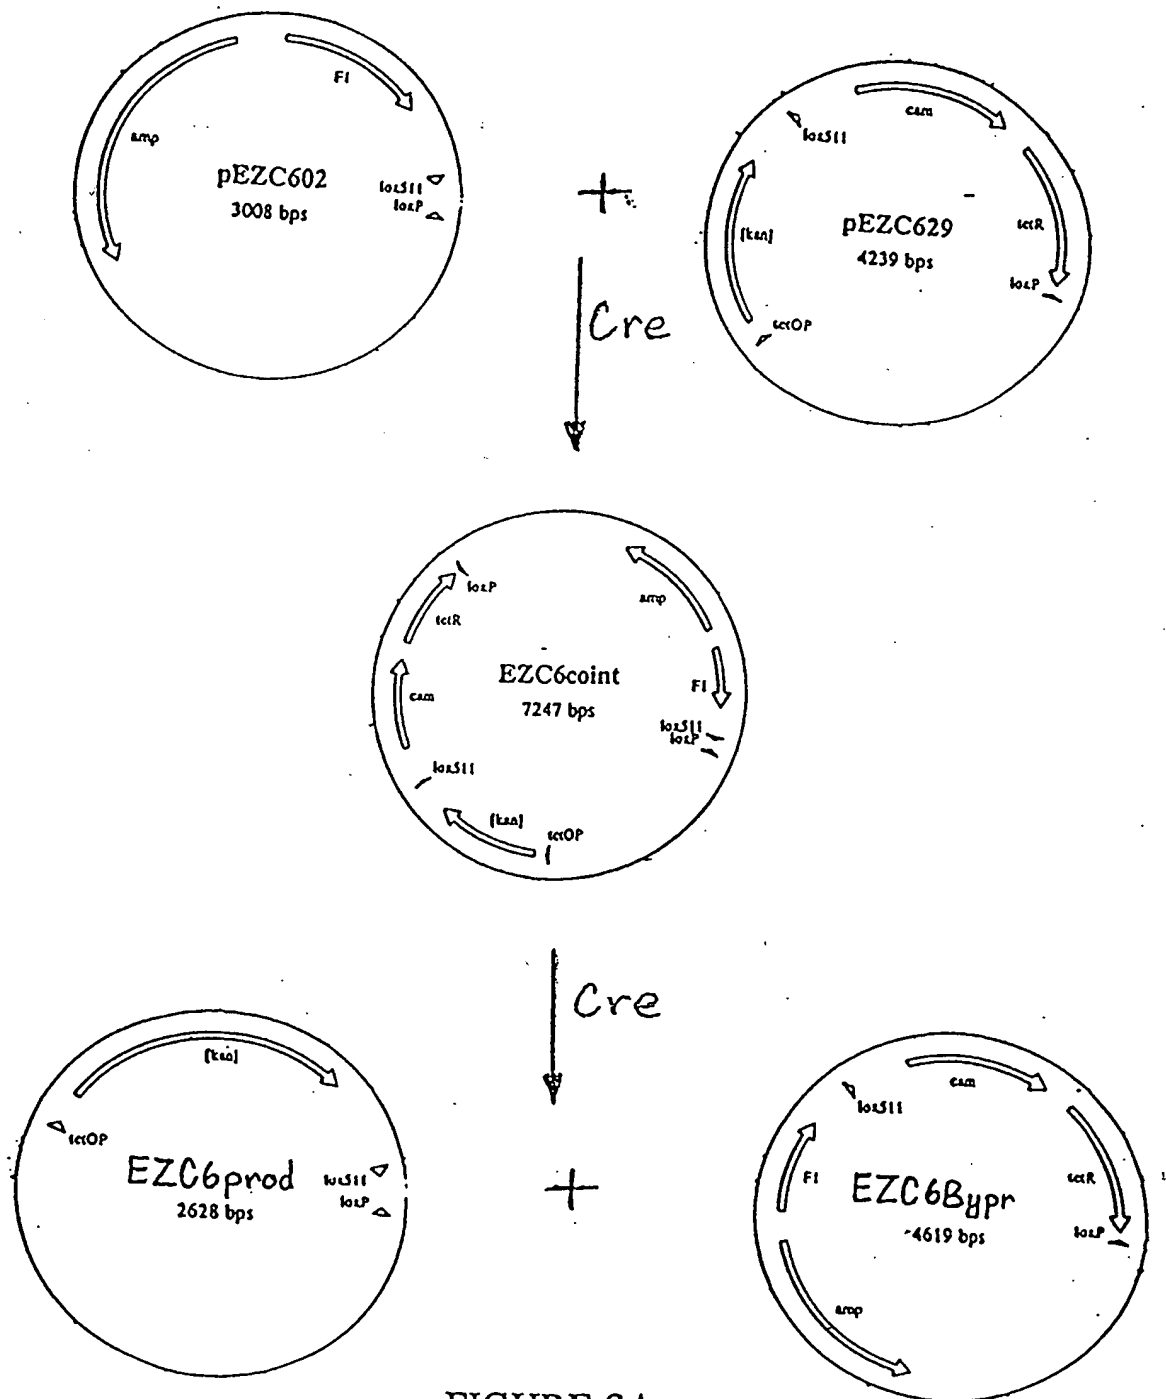 F1
amp
pEZC602
3008 bps
lox511
loxP
+
cam
lox511
[kan]
pEZC629
4239 bps
tetR
loxP
tetOP
Cre
loxP
amp
tetR
EZC6coint
7247 bps
cam
F1
lox511
loxP
lox511
[kan]
tetOP
Cre
[kan]
tetOP
EZC6prod
2628 bps
lox511
loxP
+
cam
lox511
F1
tetR
EZC6Bypr
4619 bps
loxP
amp